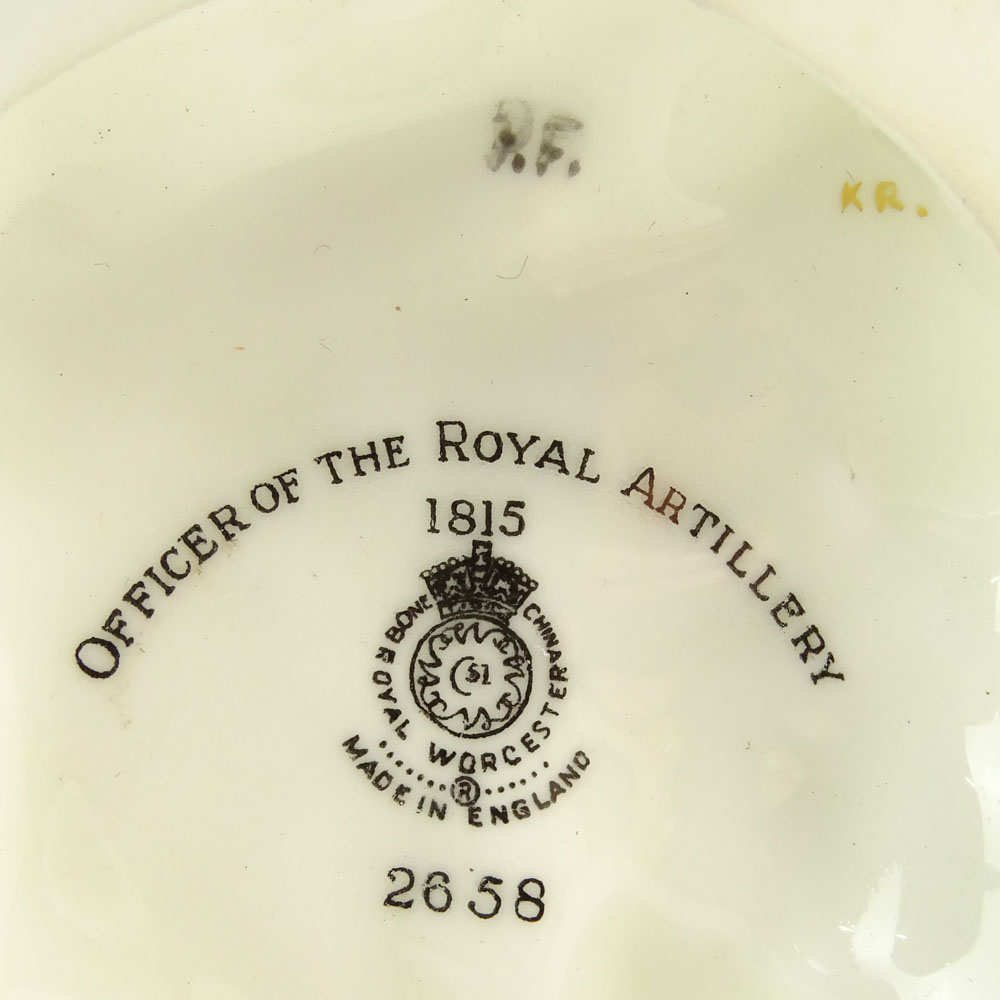 P.F.
KR.
OFFICER OF THE ROYAL ARTILLERY
1815
BONE CHINA
51
ROYAL WORCESTER
MADE IN ENGLAND
®
2658